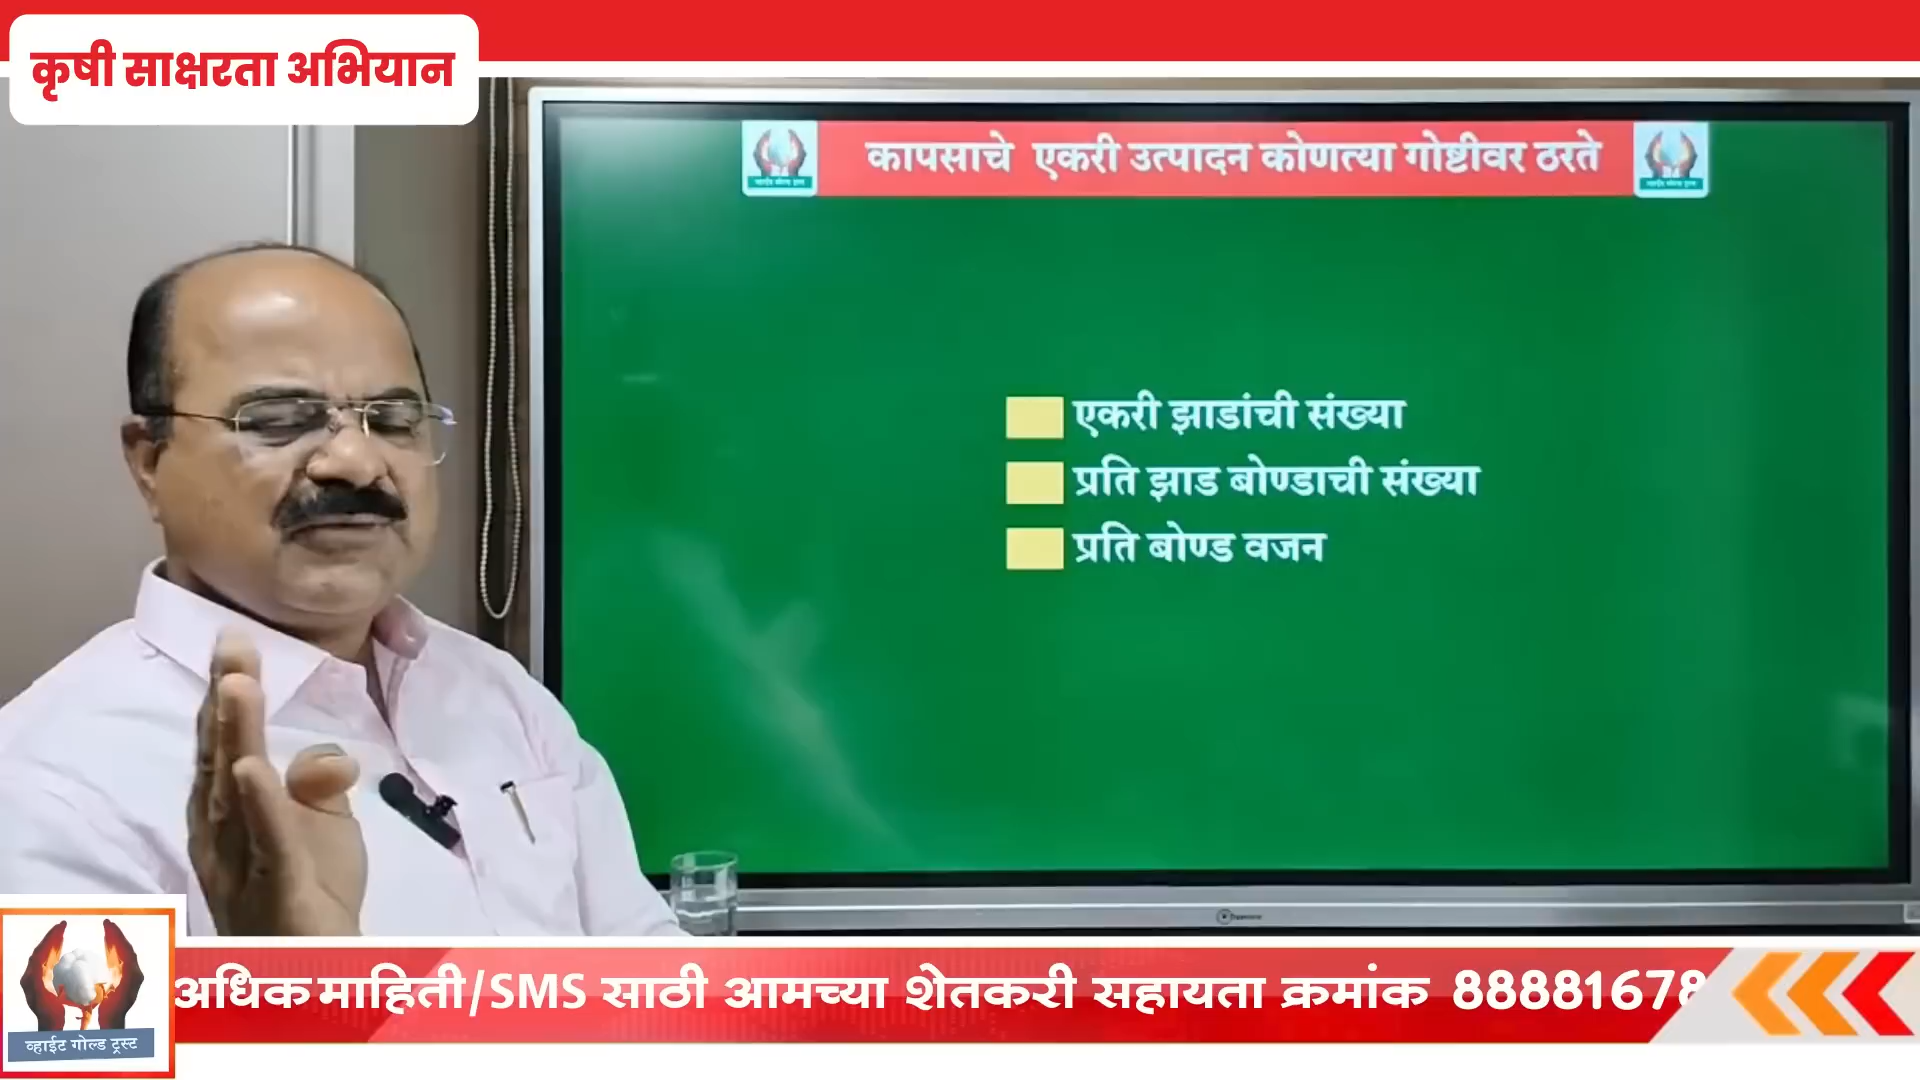 कृषी साक्षरता अभियान
कापसाचे एकरी उत्पादन कोणत्या गोष्टीवर ठरते
एकरी झाडांची संख्या
प्रति झाड बोण्डाची संख्या
प्रति बोण्ड वजन
अधिक माहिती/SMS साठी आमच्या शेतकरी सहायता क्रमांक 88881678
व्हाईट गोल्ड ट्रस्ट